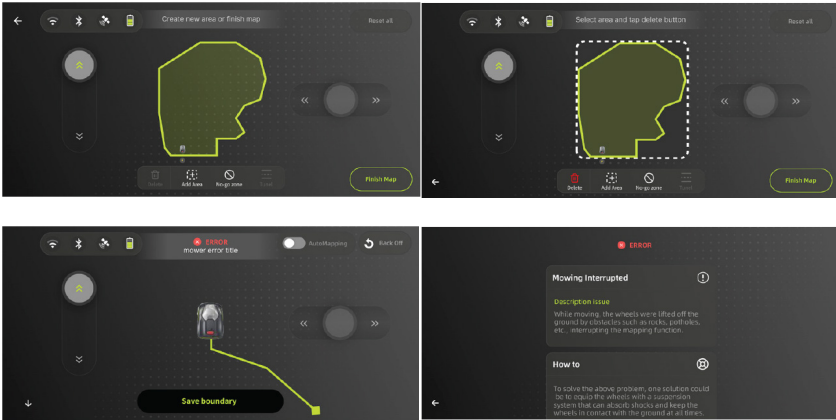 Create new area or finish map
Reset all
Delete
Add Area
No-go zone
Finish Map
Select area and tap delete button
Reset all
Delete
Add Area
No-go zone
Finish Map
ERROR
mower error title
AutoMapping
Back Off
Save boundary
ERROR
Mowing Interrupted
Description issue
While moving, the wheels were lifted off the
ground by obstacles such as rocks, potholes,
etc., interrupting the mapping function.
How to
To solve the above problem, one solution could
be to equip the wheels with a suspension
system that can absorb shocks and keep the
wheels in contact with the ground at all times.